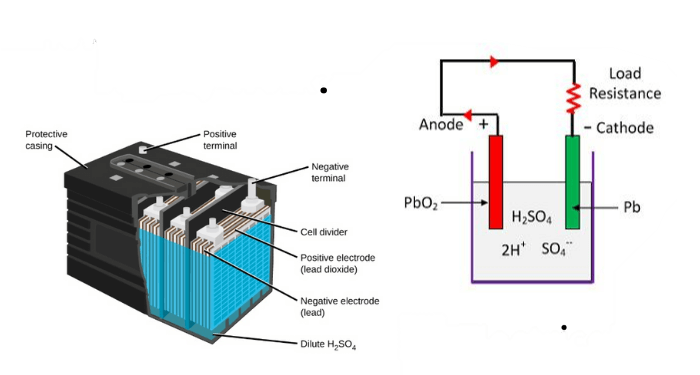 Protective
casing
Positive
terminal
Negative
terminal
Cell divider
Positive electrode
(lead dioxide)
Negative electrode
(lead)
Dilute H₂SO₄
Load
Resistance
Anode +
- Cathode
PbO₂
Pb
H₂SO₄
2H⁺ SO₄⁻⁻